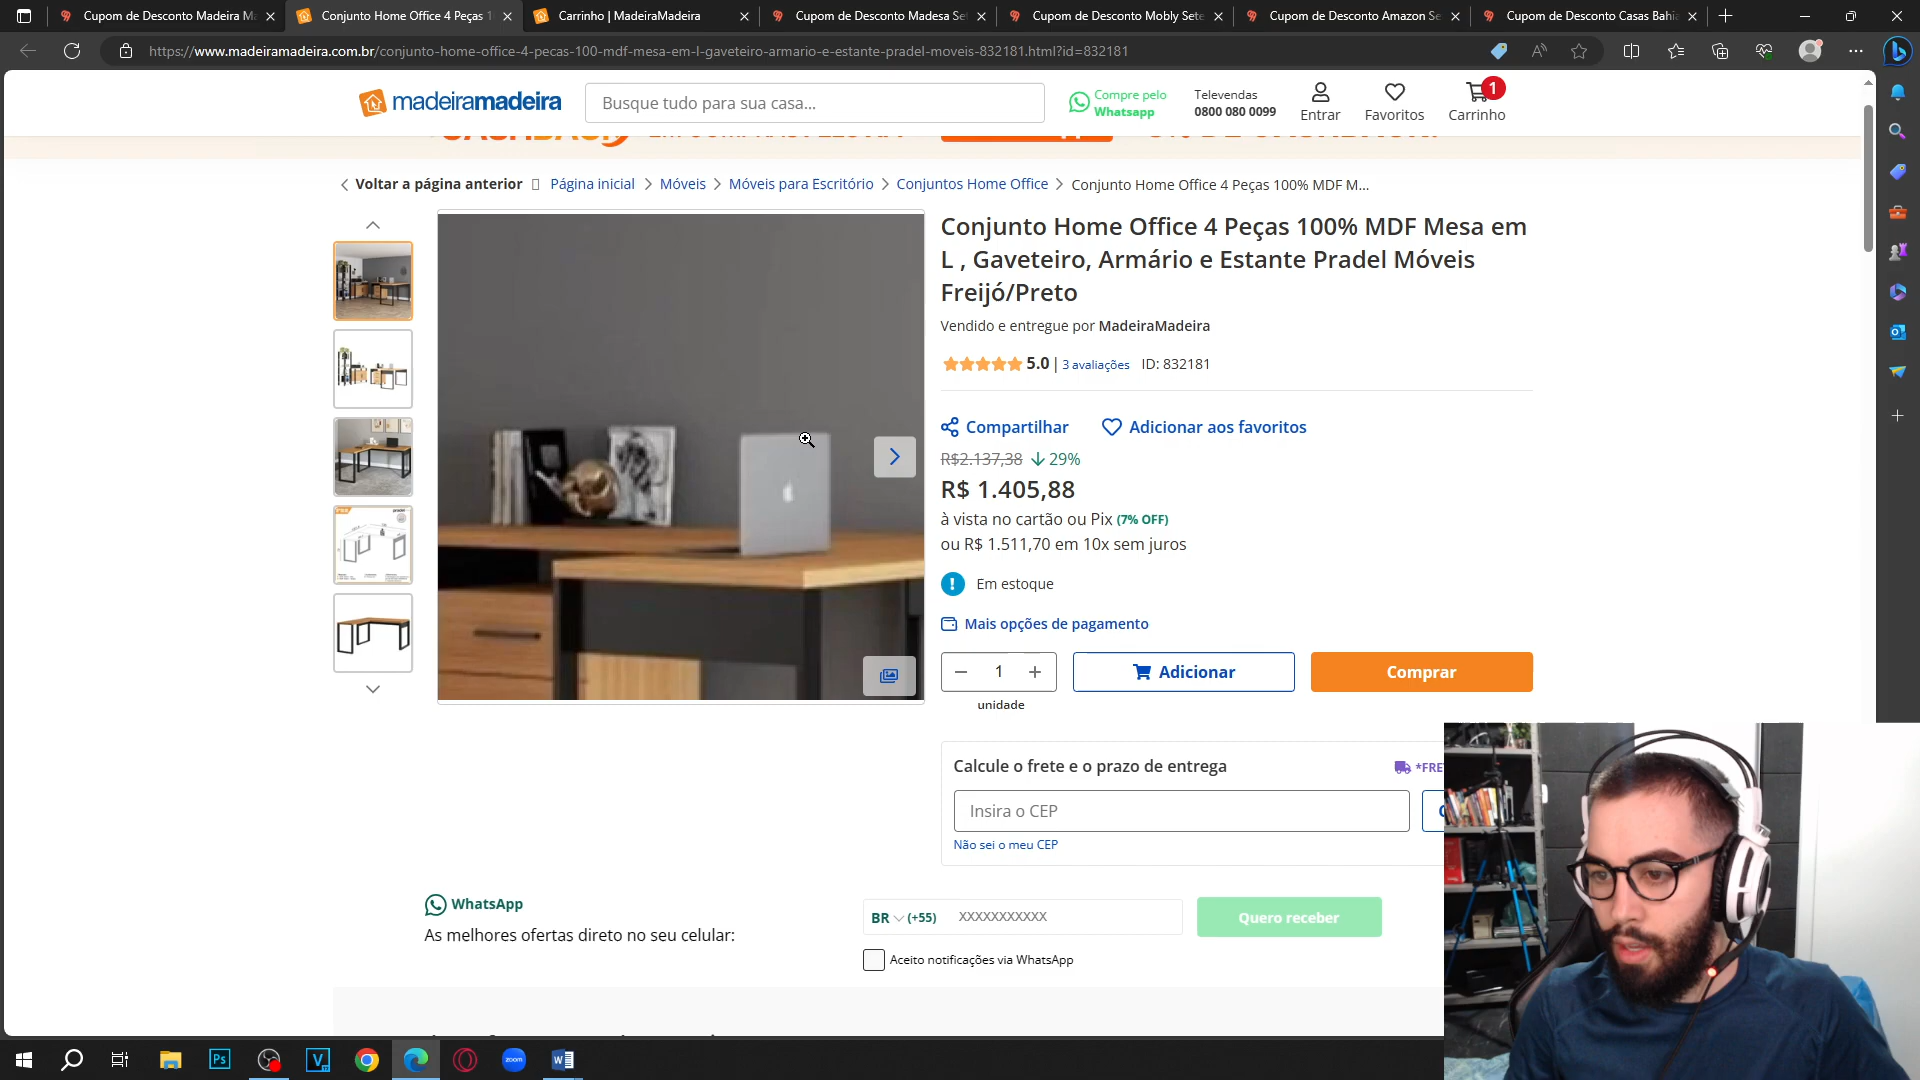 Cupom de Desconto Madeira Ma
Conjunto Home Office 4 Peças 1
Carrinho | MadeiraMadeira
Cupom de Desconto Madesa Set
Cupom de Desconto Mobly Sete
Cupom de Desconto Amazon Se
Cupom de Desconto Casas Bahi
https://www.madeiramadeira.com.br/conjunto-home-office-4-pecas-100-mdf-mesa-em-l-gaveteiro-armario-e-estante-pradel-moveis-832181.html?id=832181
madeiramadeira
Busque tudo para sua casa...
Compre pelo
Whatsapp
Televendas
0800 080 0099
Entrar
Favoritos
1
Carrinho
Voltar a página anterior
Página inicial > Móveis > Móveis para Escritório > Conjuntos Home Office > Conjunto Home Office 4 Peças 100% MDF M...
Conjunto Home Office 4 Peças 100% MDF Mesa em
L , Gaveteiro, Armário e Estante Pradel Móveis
Freijó/Preto
Vendido e entregue por MadeiraMadeira
5.0 | 3 avaliações ID: 832181
Compartilhar
Adicionar aos favoritos
R$2.137,38 ↓ 29%
R$ 1.405,88
à vista no cartão ou Pix (7% OFF)
ou R$ 1.511,70 em 10x sem juros
Em estoque
Mais opções de pagamento
− 1 +
Adicionar
Comprar
unidade
Calcule o frete e o prazo de entrega
*FRE
Insira o CEP
Não sei o meu CEP
WhatsApp
As melhores ofertas direto no seu celular:
BR (+55) XXXXXXXXXXX
Quero receber
Aceito notificações via WhatsApp
Ps
V
zoom
W